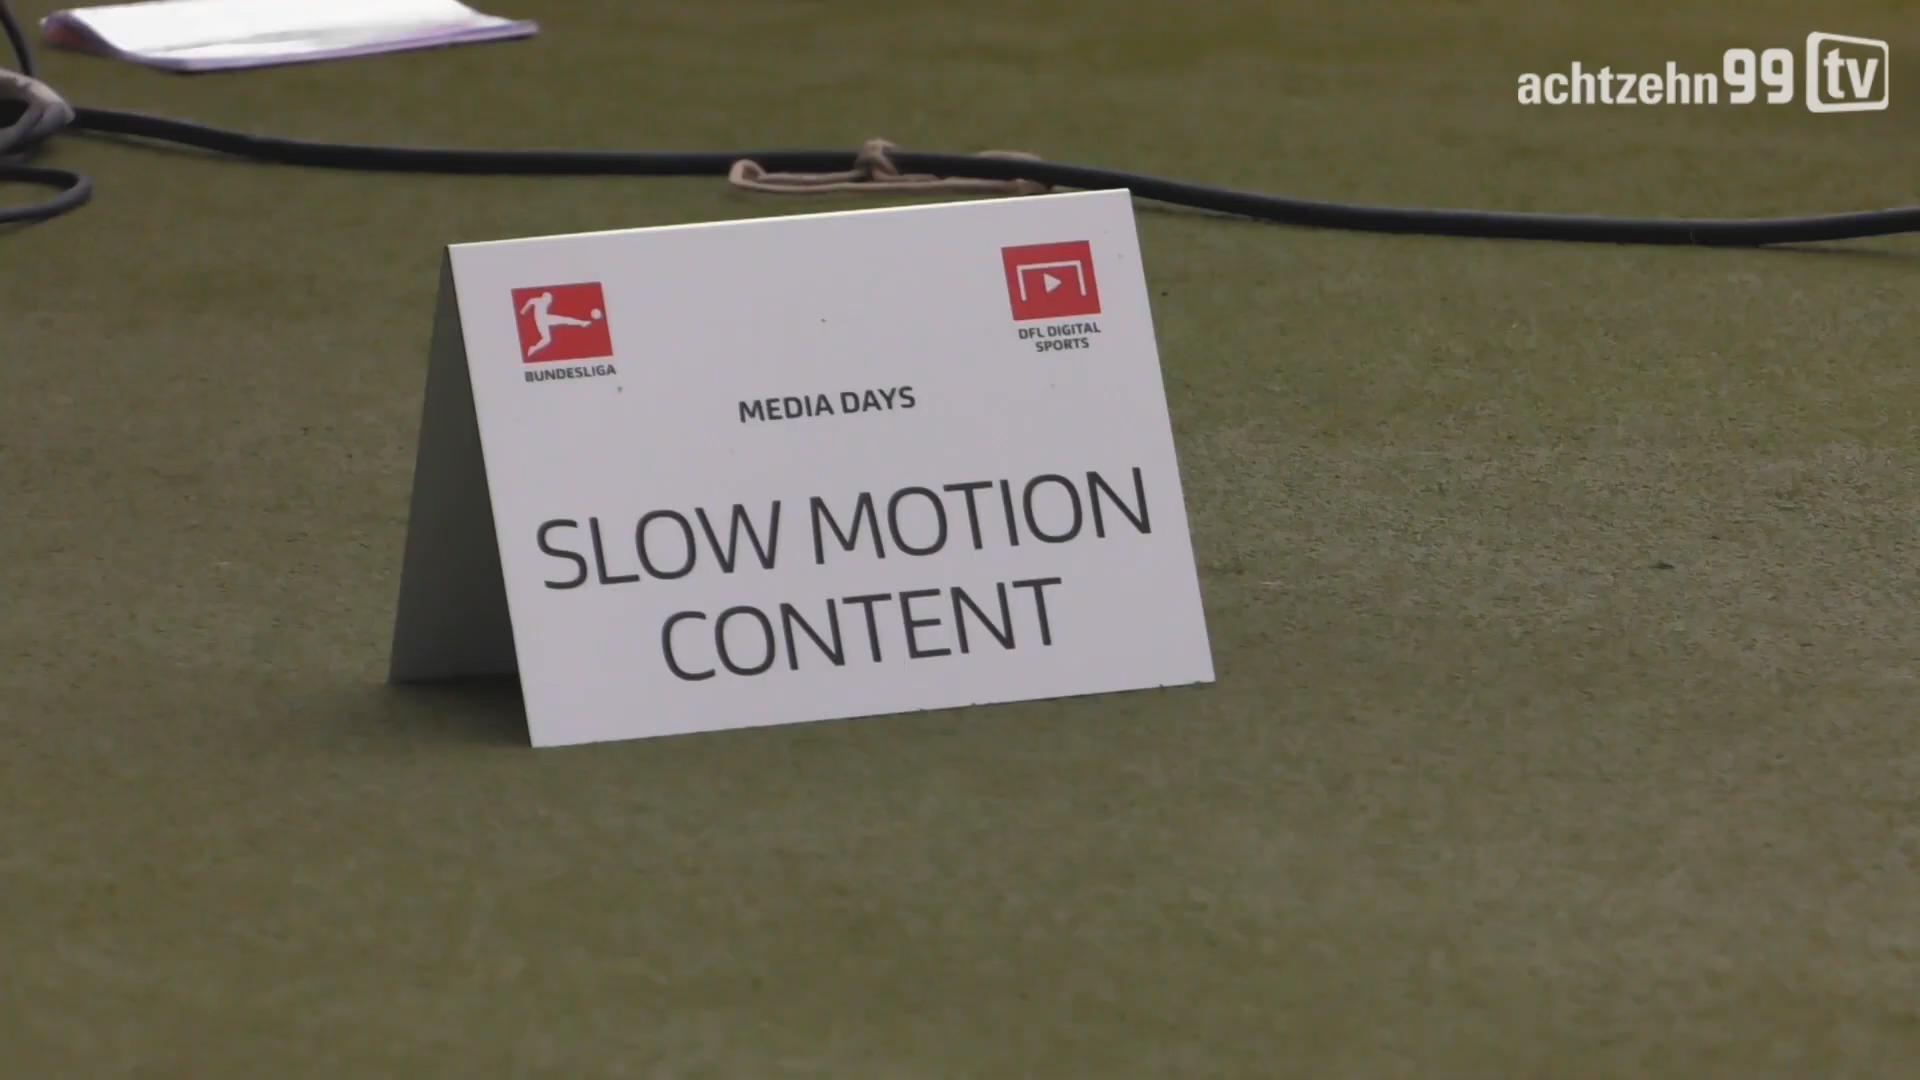 achtzehn99 tv
BUNDESLIGA
DFL DIGITAL
SPORTS
MEDIA DAYS
SLOW MOTION
CONTENT